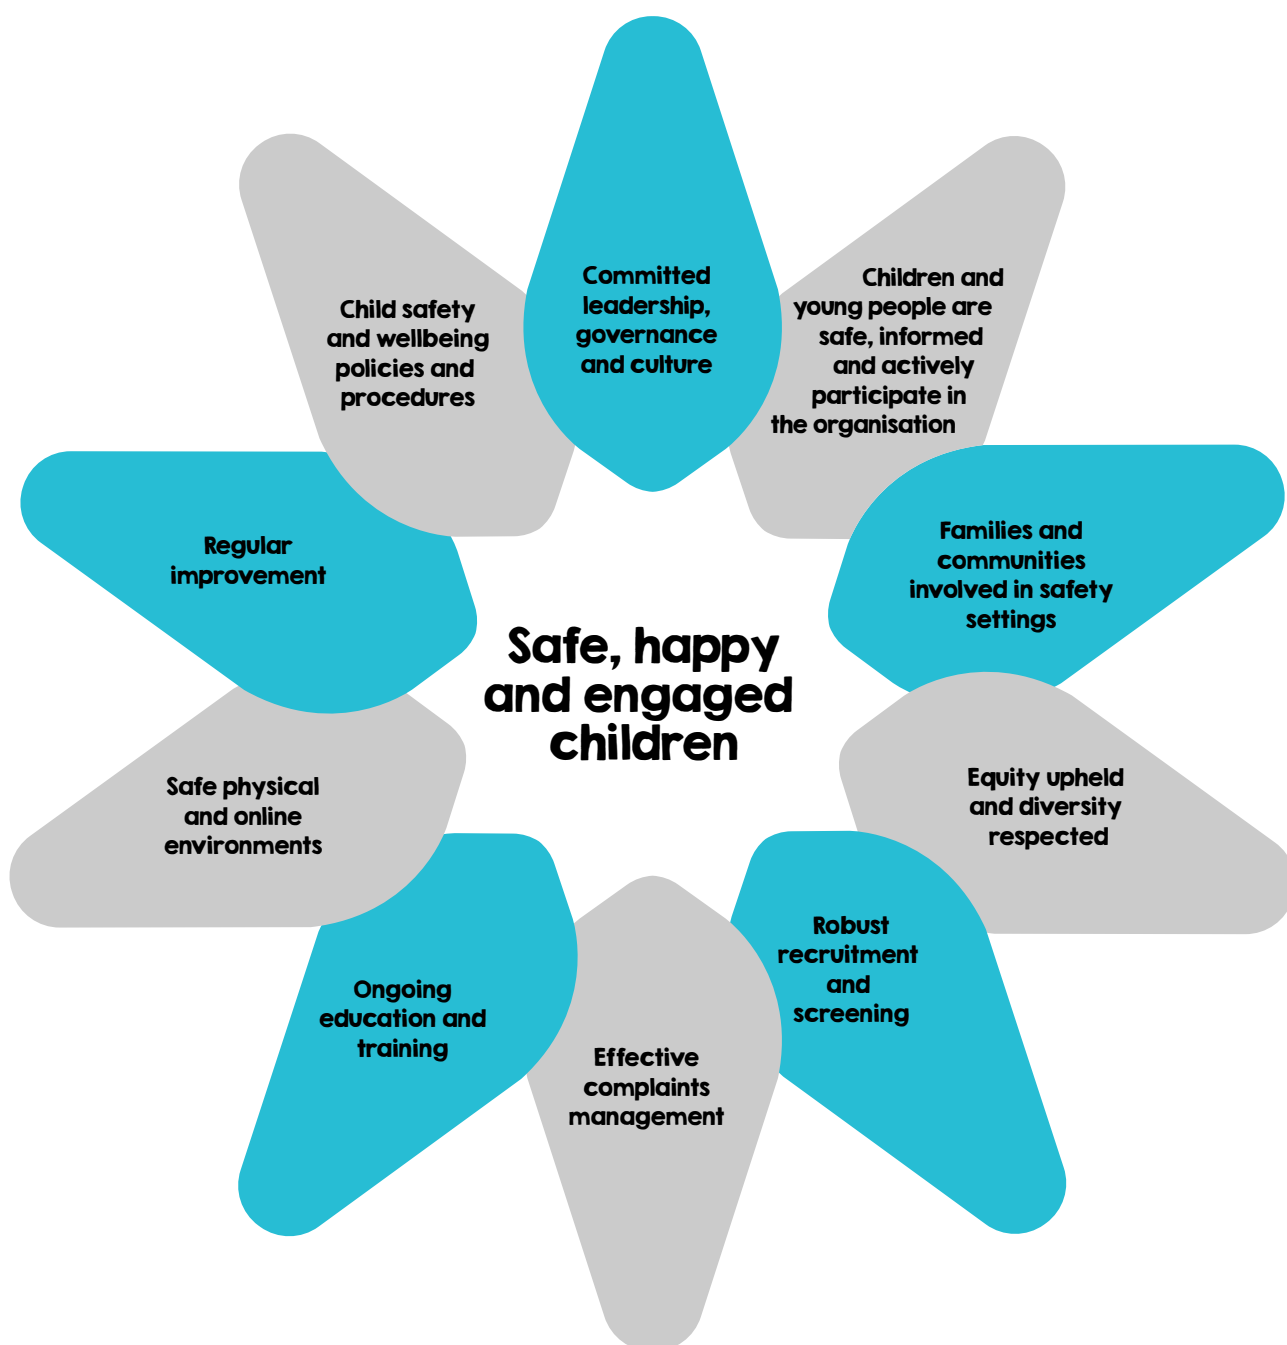 Committed
leadership,
governance
and culture
Children and
young people are
safe, informed
and actively
participate in
the organisation
Families and
communities
involved in safety
settings
Equity upheld
and diversity
respected
Robust
recruitment
and
screening
Effective
complaints
management
Ongoing
education and
training
Safe physical
and online
environments
Regular
improvement
Child safety
and wellbeing
policies and
procedures
Safe, happy
and engaged
children